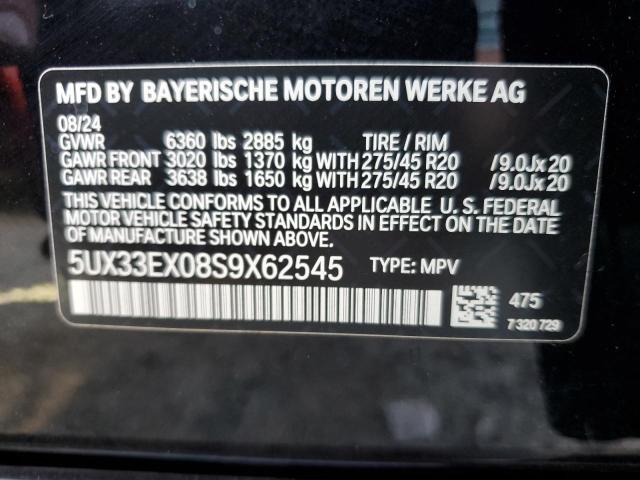 MFD BY BAYERISCHE MOTOREN WERKE AG
08/24
GVWR 6360 lbs 2885 kg TIRE / RIM
GAWR FRONT 3020 lbs 1370 kg WITH 275/45 R20 /9.0Jx20
GAWR REAR 3638 lbs 1650 kg WITH 275/45 R20 /9.0Jx20
THIS VEHICLE CONFORMS TO ALL APPLICABLE U. S. FEDERAL
MOTOR VEHICLE SAFETY STANDARDS IN EFFECT ON THE
DATE OF MANUFACTURE SHOWN ABOVE.
5UX33EX08S9X62545 TYPE: MPV
475
7 320 729